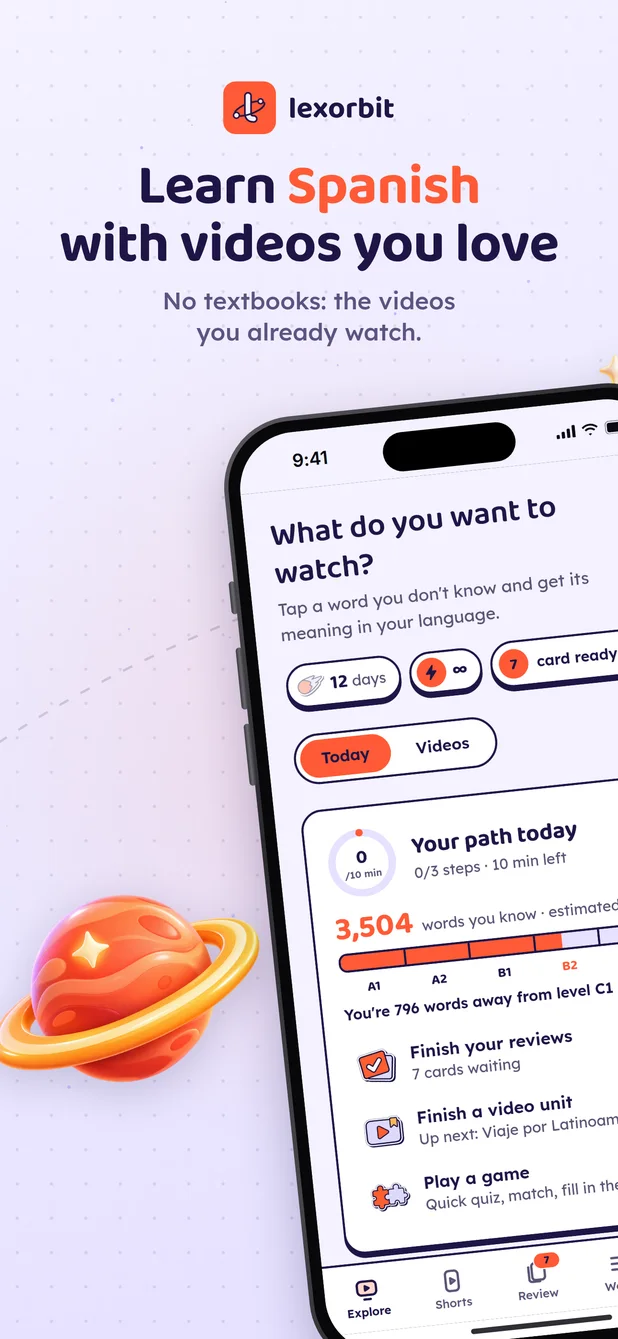 lexorbit
Learn Spanish
with videos you love
No textbooks: the videos
you already watch.
9:41
What do you want to
watch?
Tap a word you don't know and get its
meaning in your language.
12 days
∞
7 card ready
Today
Videos
0
/10 min
Your path today
0/3 steps · 10 min left
3,504 words you know · estimated
A1
A2
B1
B2
You're 796 words away from level C1
Finish your reviews
7 cards waiting
Finish a video unit
Up next: Viaje por Latinoam
Play a game
Quick quiz, match, fill in the
Explore
Shorts
7
Review